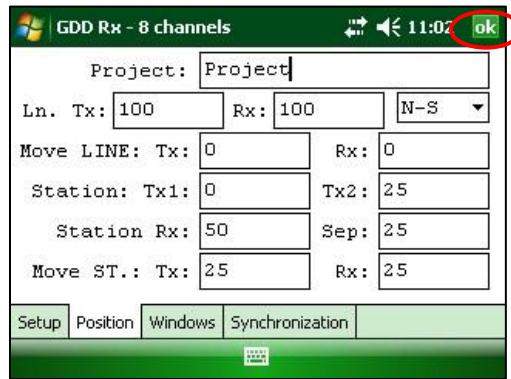 GDD Rx - 8 channels 11:02 ok
Project: Project
Ln. Tx: 100 Rx: 100 N-S
Move LINE: Tx: 0 Rx: 0
Station: Tx1: 0 Tx2: 25
Station Rx: 50 Sep: 25
Move ST.: Tx: 25 Rx: 25
Setup Position Windows Synchronization